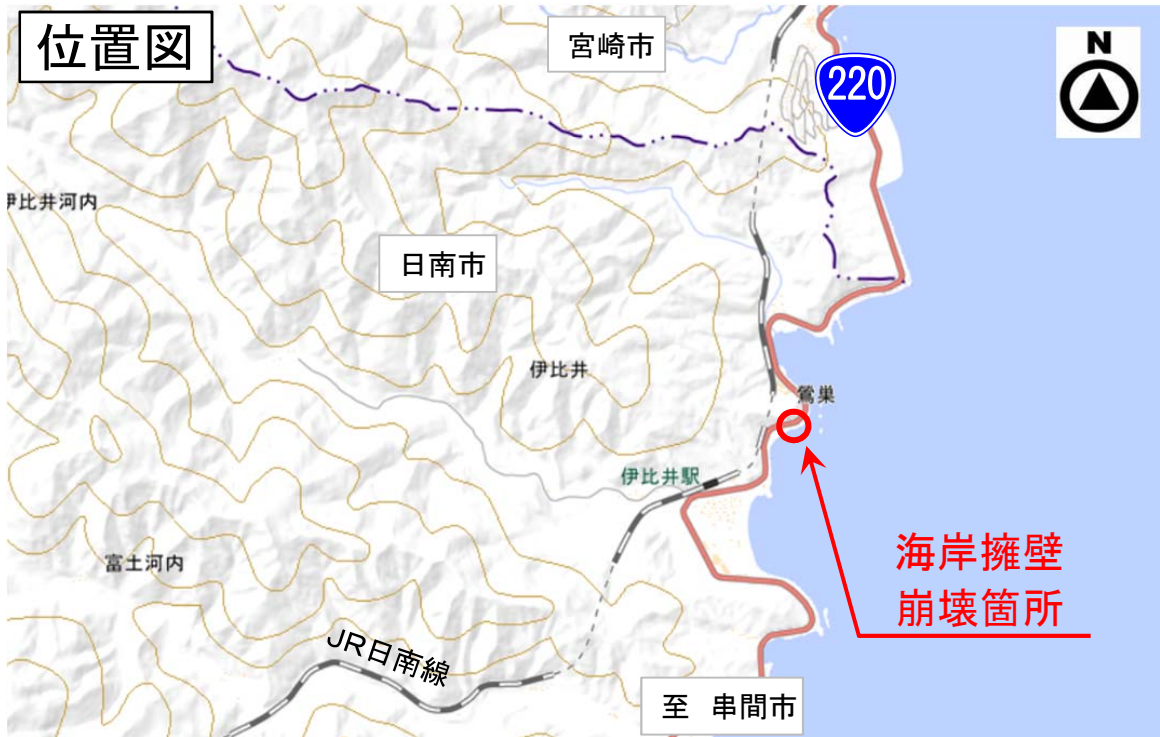 位置図
宮崎市
N
220
伊比井河内
日南市
伊比井
鶯巣
伊比井駅
海岸擁壁
崩壊箇所
富土河内
JR日南線
至 串間市